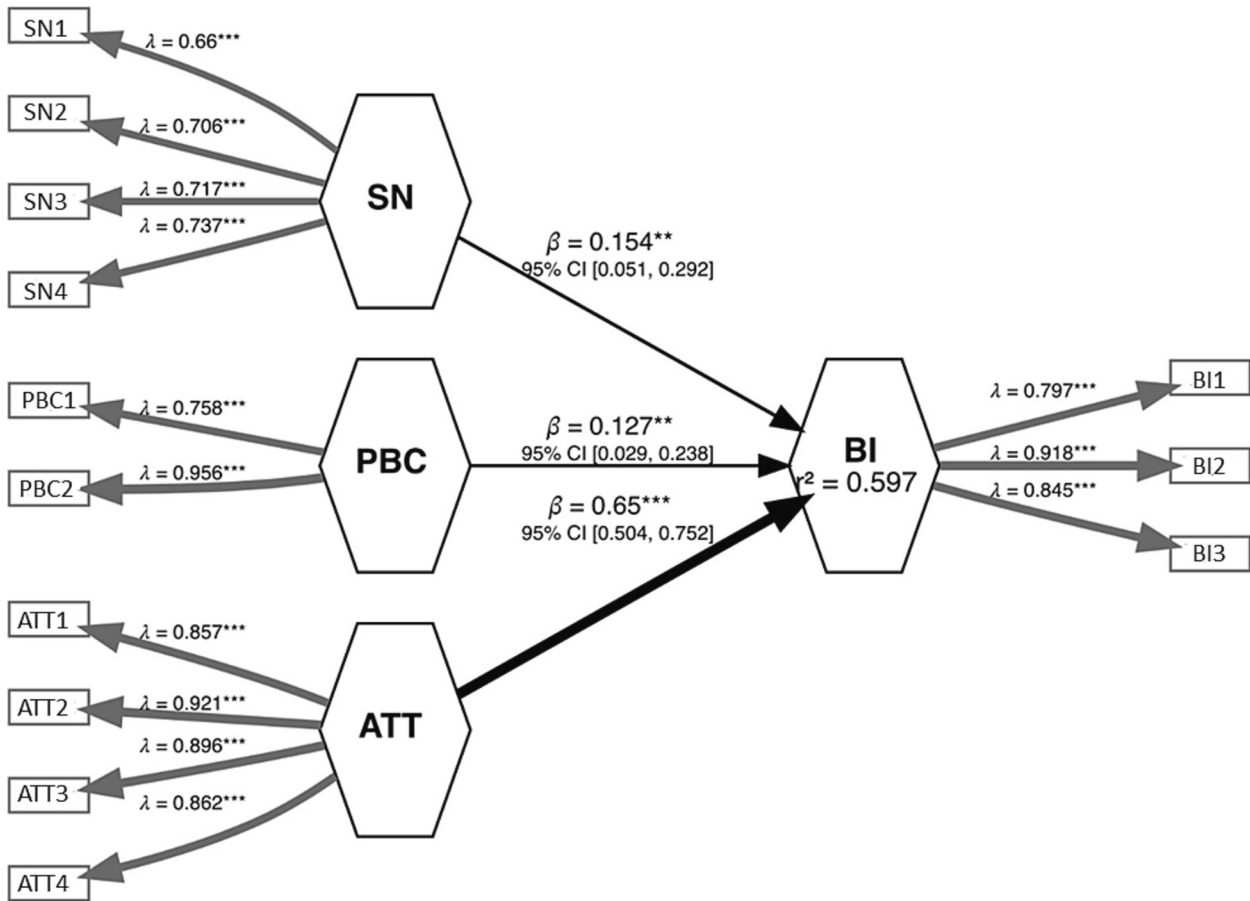 SN1
λ = 0.66***
SN2
λ = 0.706***
SN3
λ = 0.717***
SN4
λ = 0.737***
SN
β = 0.154**
95% CI [0.051, 0.292]
PBC1
λ = 0.758***
PBC2
λ = 0.956***
PBC
β = 0.127**
95% CI [0.029, 0.238]
β = 0.65***
95% CI [0.504, 0.752]
BI
r² = 0.597
λ = 0.797***
BI1
λ = 0.918***
BI2
λ = 0.845***
BI3
ATT1
λ = 0.857***
ATT2
λ = 0.921***
ATT3
λ = 0.896***
ATT4
λ = 0.862***
ATT